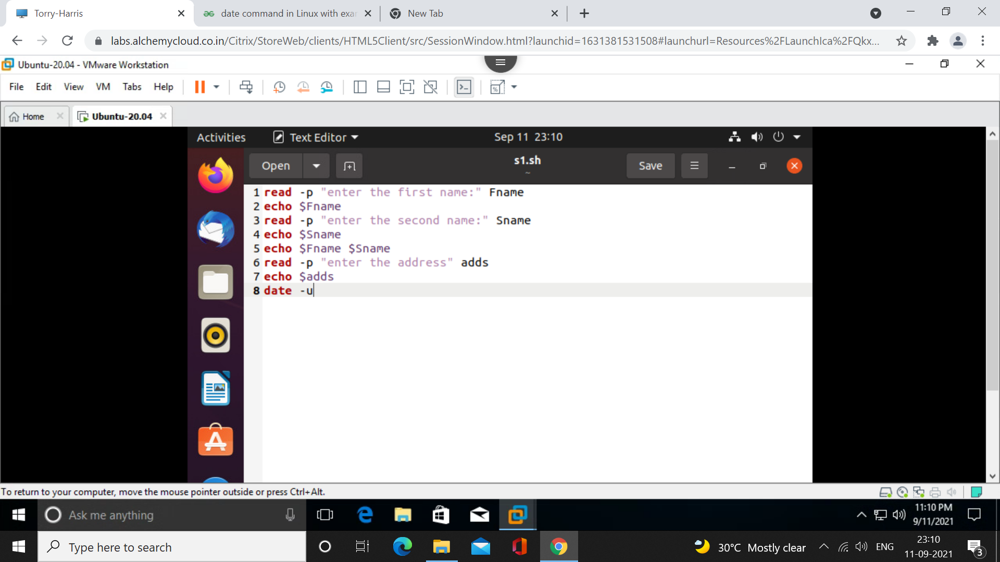 Torry-Harris
date command in Linux with exar
New Tab
labs.alchemycloud.co.in/Citrix/StoreWeb/clients/HTML5Client/src/SessionWindow.html?launchid=1631381531508#launchurl=Resources%2FLaunchIca%2FQkx...
Ubuntu-20.04 - VMware Workstation
File Edit View VM Tabs Help
Home
Ubuntu-20.04
Activities Text Editor Sep 11 23:10
Open s1.sh Save
~
1 read -p "enter the first name:" Fname
2 echo $Fname
3 read -p "enter the second name:" Sname
4 echo $Sname
5 echo $Fname $Sname
6 read -p "enter the address" adds
7 echo $adds
8 date -u
To return to your computer, move the mouse pointer outside or press Ctrl+Alt.
Ask me anything
11:10 PM
9/11/2021
Type here to search
30°C Mostly clear
ENG
23:10
11-09-2021
3